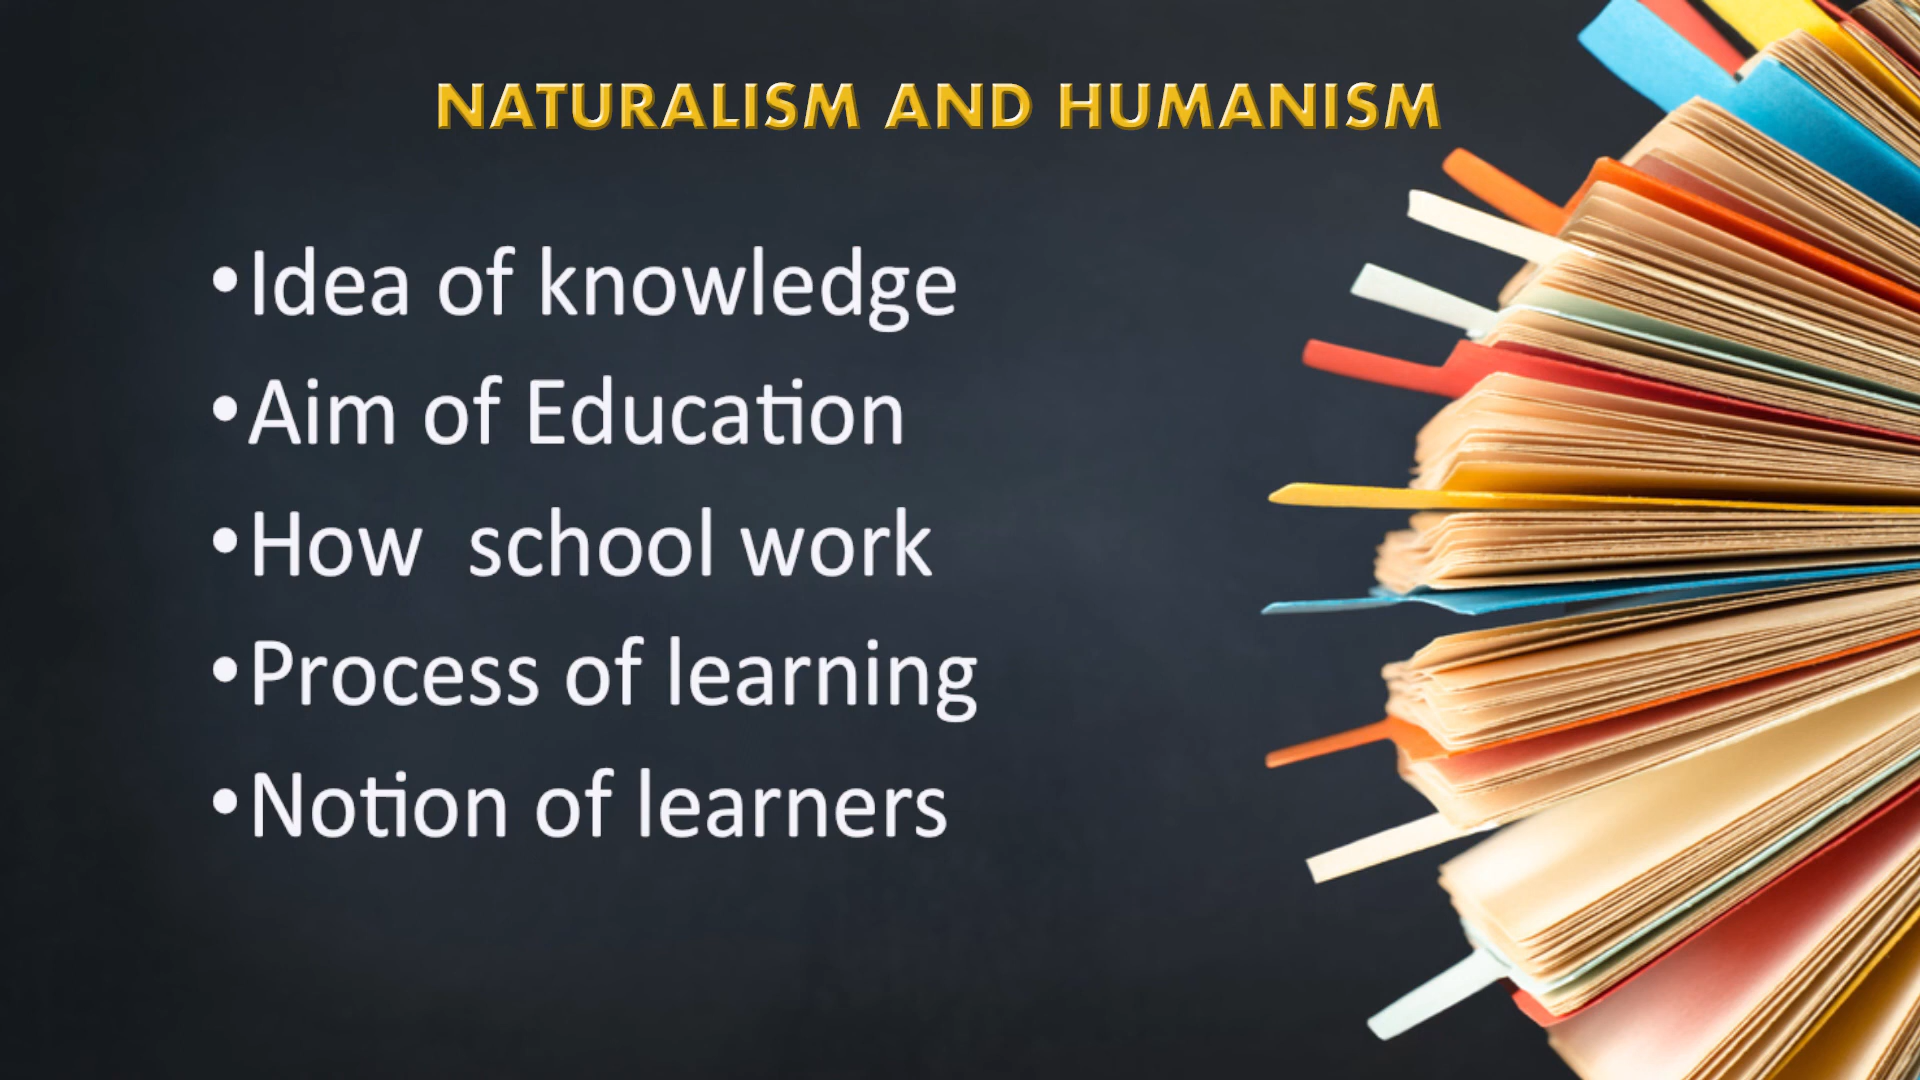 NATURALISM AND HUMANISM
•Idea of knowledge
•Aim of Education
•How  school work
•Process of learning
•Notion of learners